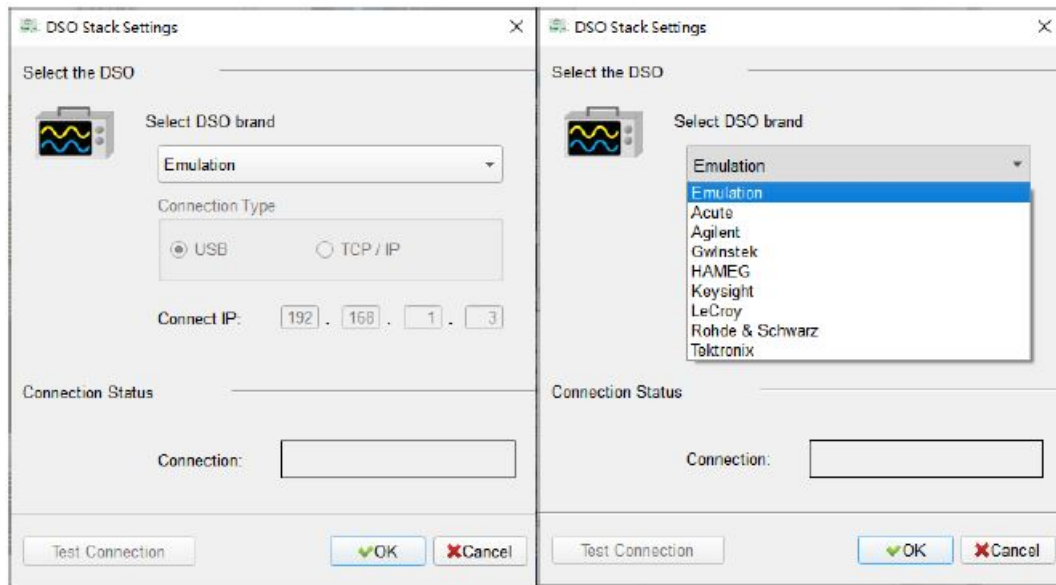 DSO Stack Settings
Select the DSO
Select DSO brand
Emulation
Connection Type
USB TCP / IP
Connect IP: 192 . 168 . 1 . 3
Connection Status
Connection:
Test Connection OK Cancel
DSO Stack Settings
Select the DSO
Select DSO brand
Emulation
Emulation
Acute
Agilent
GwInstek
HAMEG
Keysight
LeCroy
Rohde & Schwarz
Tektronix
Connection Status
Connection:
Test Connection OK Cancel